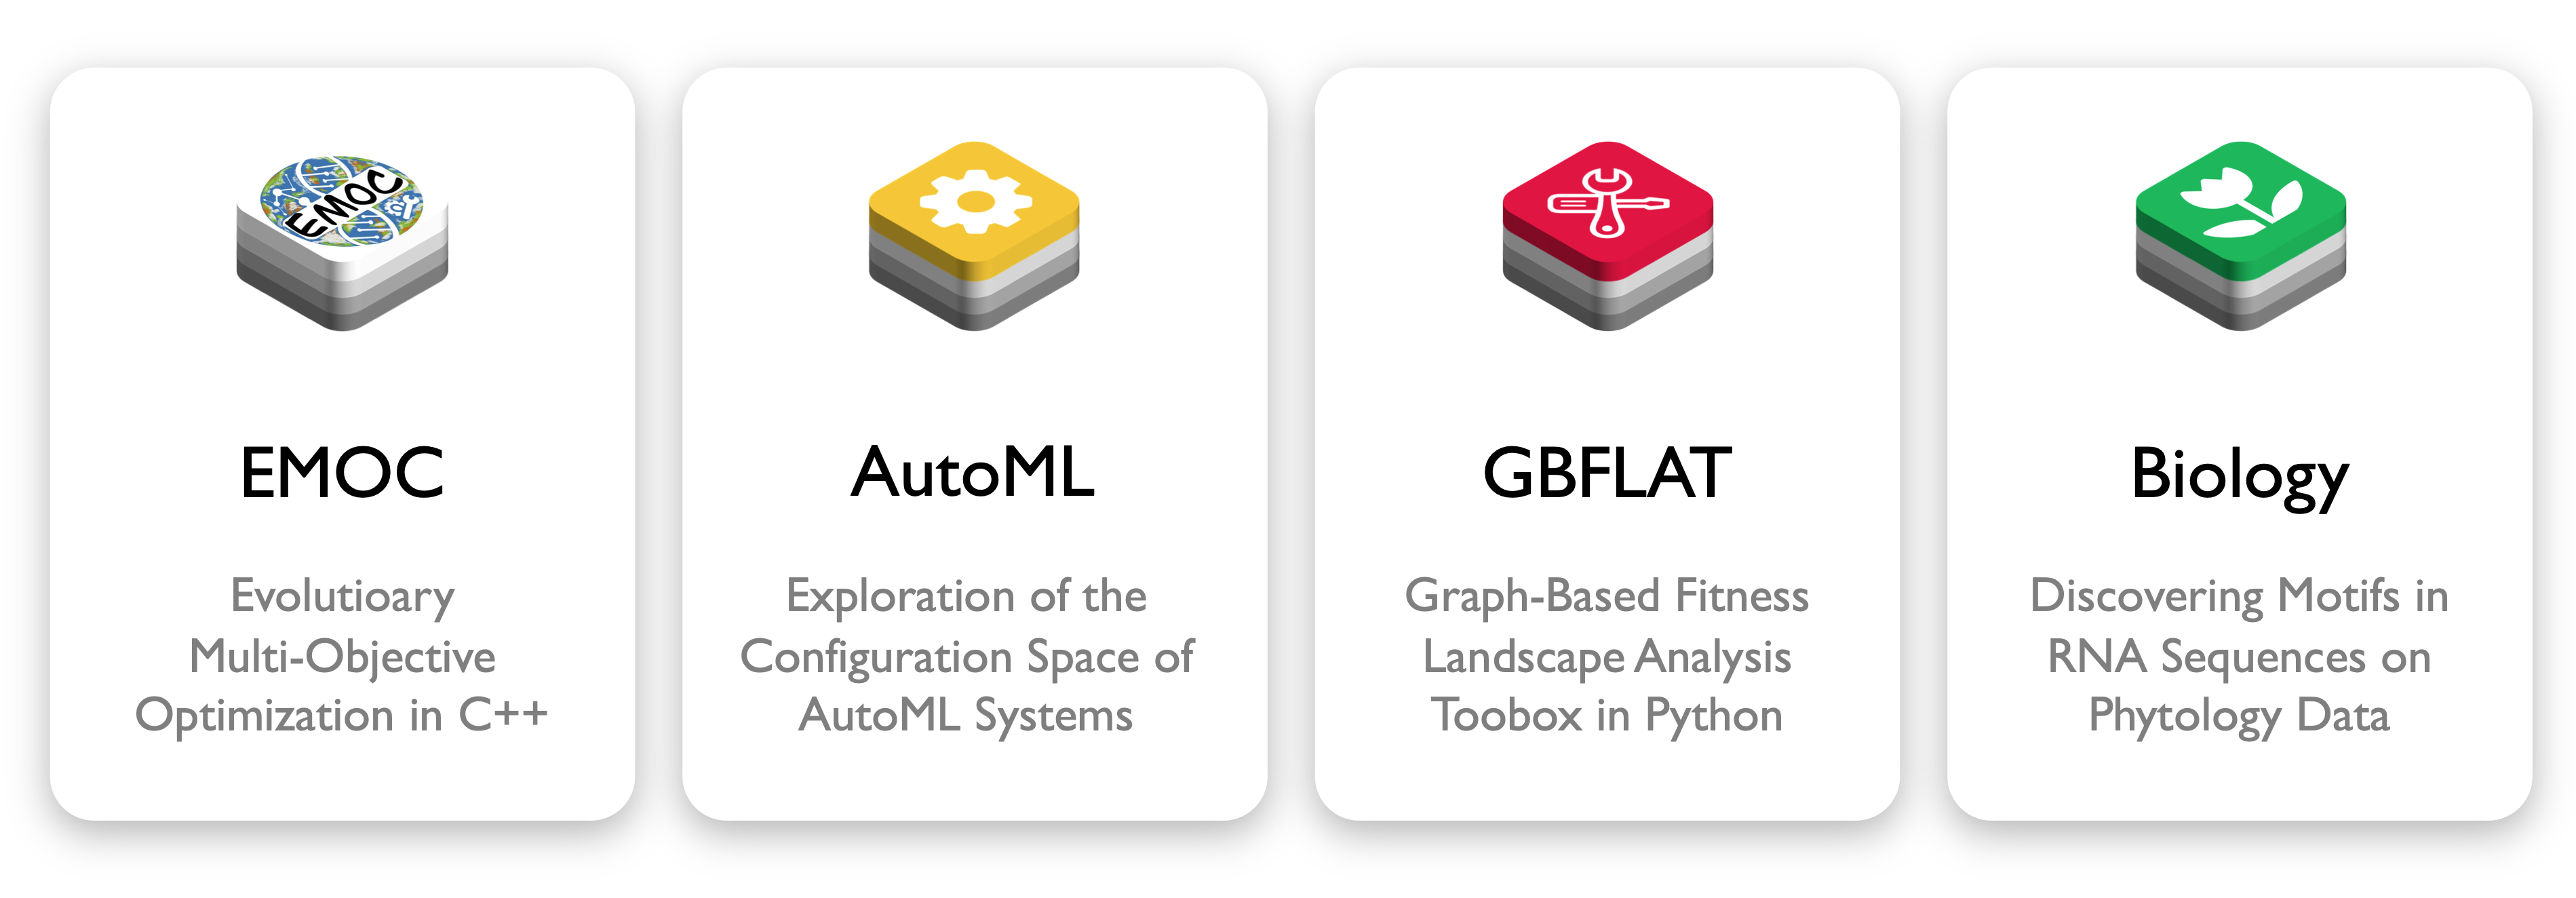 EMOC
EMOC
Evolutioary
Multi-Objective
Optimization in C++
AutoML
Exploration of the
Configuration Space of
AutoML Systems
GBFLAT
Graph-Based Fitness
Landscape Analysis
Toobox in Python
Biology
Discovering Motifs in
RNA Sequences on
Phytology Data